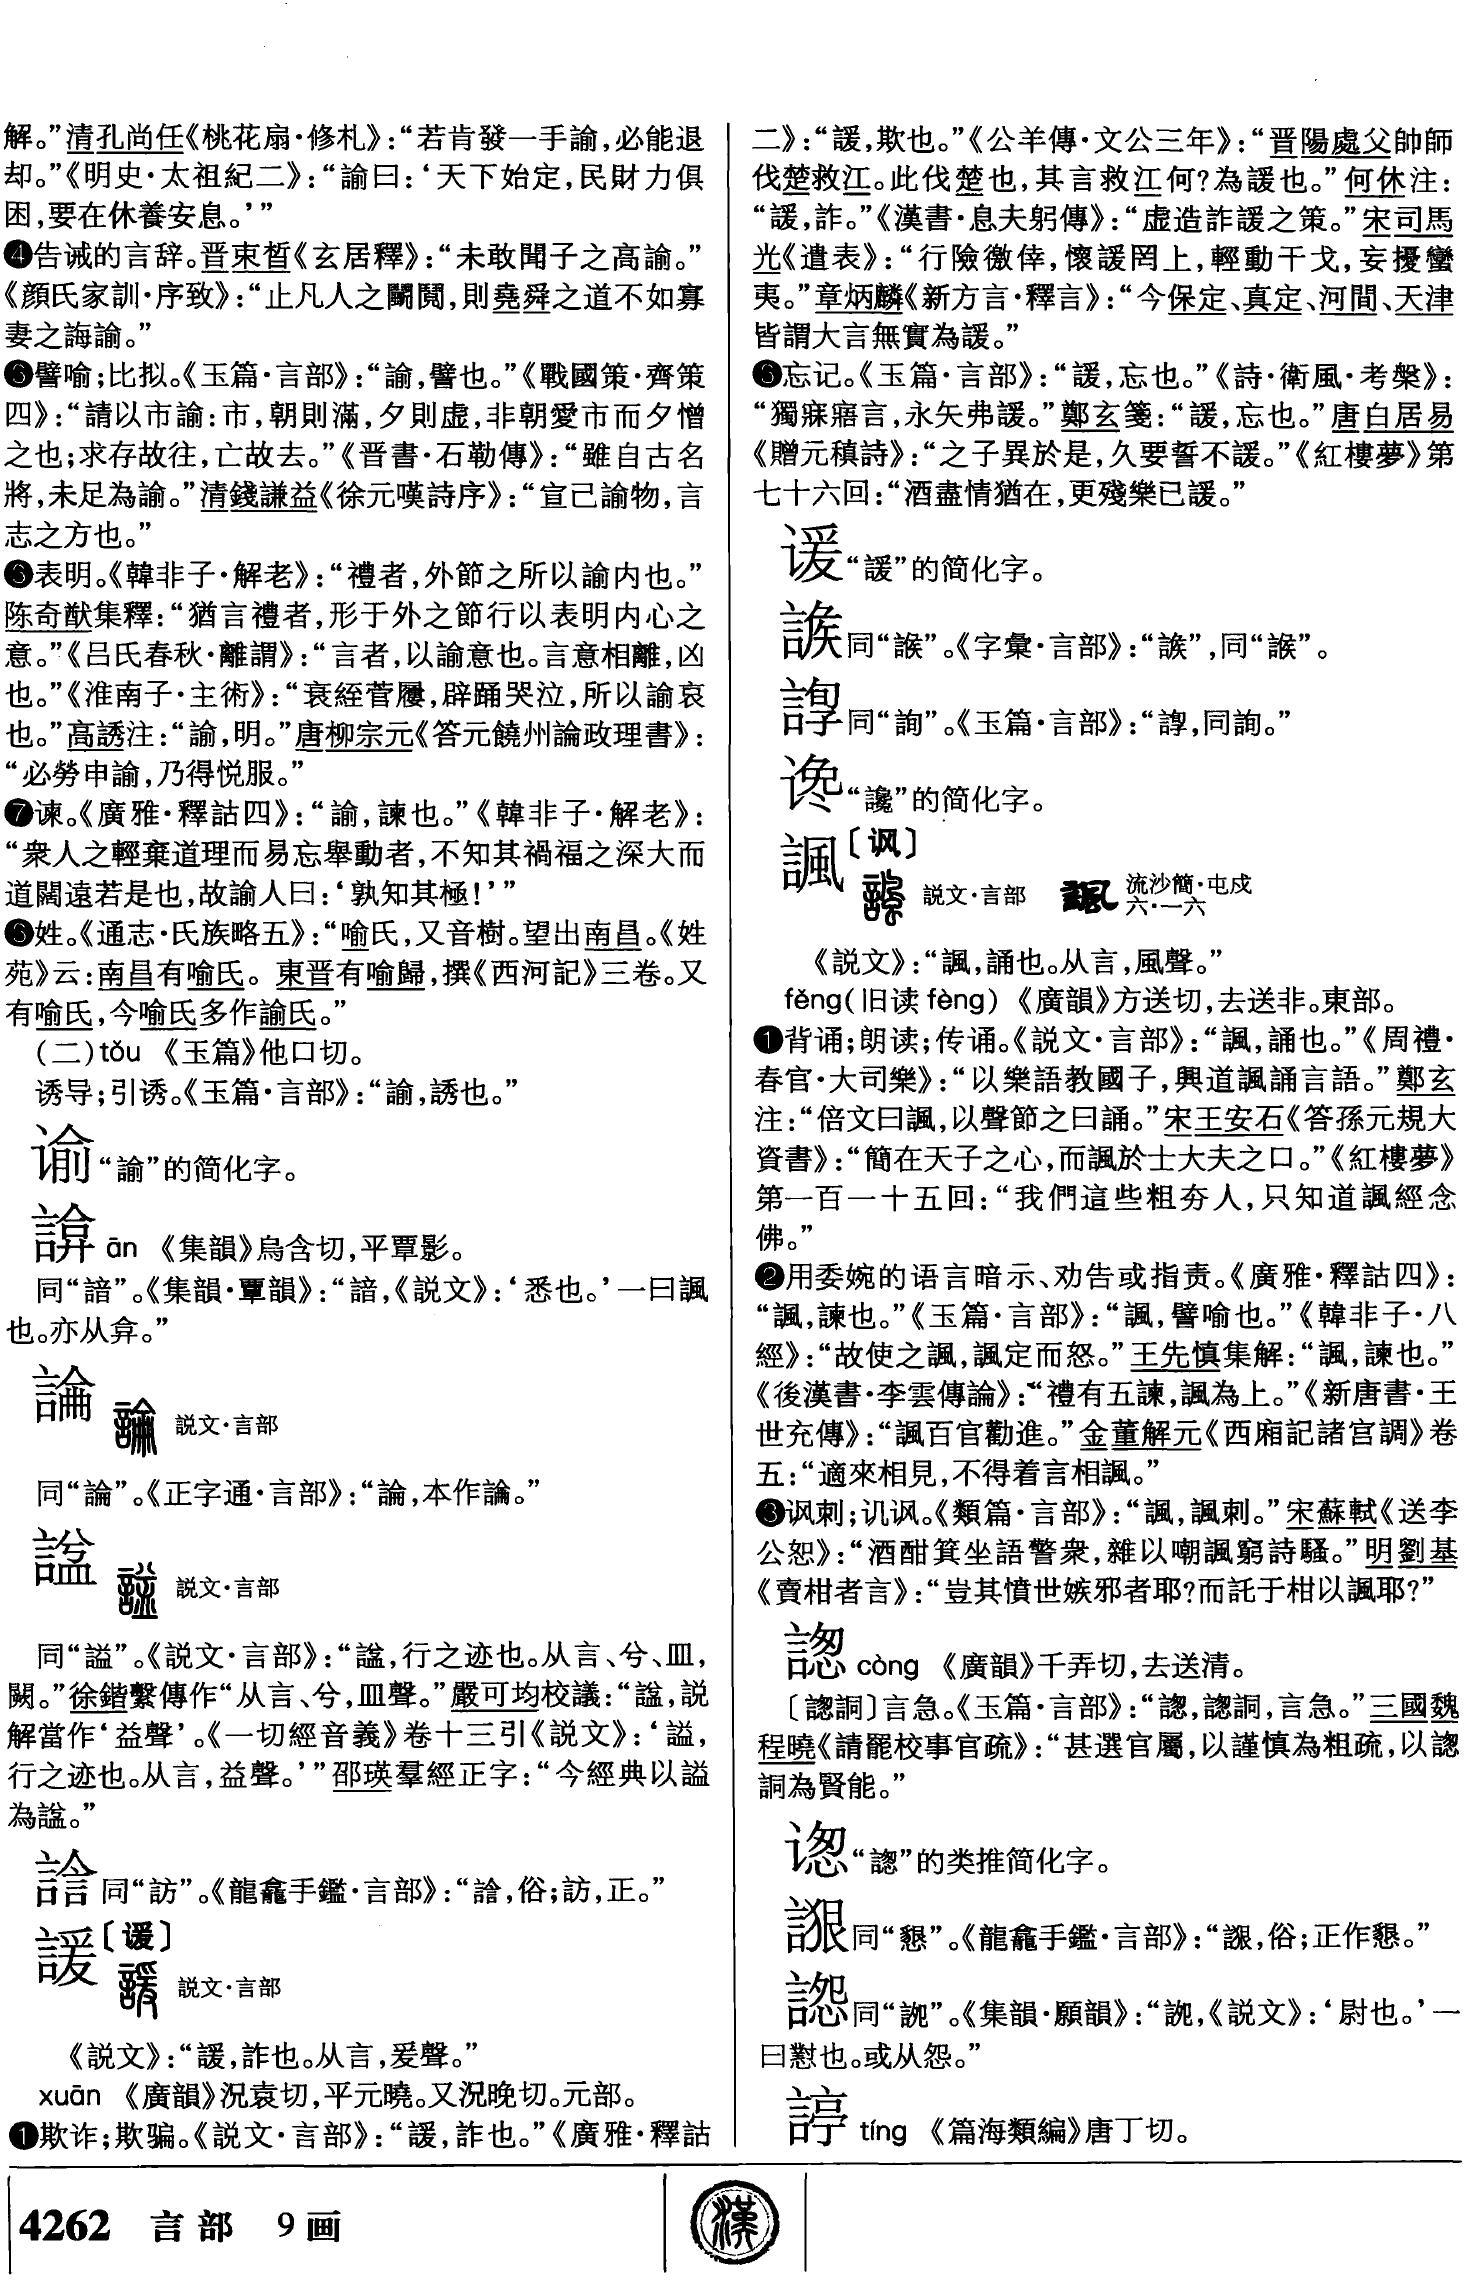 解。”清孔尚任《桃花扇·修札》：“若肯發一手諭，必能退
却。”《明史·太祖紀二》：“諭曰：‘天下始定，民財力俱
困，要在休養安息。’”
❹告诫的言辞。晋束晳《玄居釋》：“未敢聞子之高諭。”
《顔氏家訓·序致》：“止凡人之鬭鬩，則堯舜之道不如寡
妻之誨諭。”
❺譬喻；比拟。《玉篇·言部》：“諭，譬也。”《戰國策·齊策
四》：“請以市諭：市，朝則滿，夕則虚，非朝愛市而夕憎
之也；求存故往，亡故去。”《晋書·石勒傳》：“雖自古名
將，未足為諭。”清錢謙益《徐元嘆詩序》：“宣己諭物，言
志之方也。”
❻表明。《韓非子·解老》：“禮者，外節之所以諭内也。”
陈奇猷集釋：“猶言禮者，形于外之節行以表明内心之
意。”《吕氏春秋·離謂》：“言者，以諭意也。言意相離，凶
也。”《淮南子·主術》：“衰絰菅屨，辟踊哭泣，所以諭哀
也。”高誘注：“諭，明。”唐柳宗元《答元饒州論政理書》：
“必勞申諭，乃得悦服。”
❼谏。《廣雅·釋詁四》：“諭，諫也。”《韓非子·解老》：
“衆人之輕棄道理而易忘舉動者，不知其禍福之深大而
道闊遠若是也，故諭人曰：‘孰知其極！’”
❽姓。《通志·氏族略五》：“喻氏，又音樹。望出南昌。《姓
苑》云：南昌有喻氏。東晋有喻歸，撰《西河記》三卷。又
有喻氏，今喻氏多作諭氏。”
（二）tǒu 《玉篇》他口切。
诱导；引诱。《玉篇·言部》：“諭，誘也。”
谕“諭”的简化字。
䛳 ān 《集韻》烏含切，平覃影。
同“諳”。《集韻·覃韻》：“諳，《説文》：‘悉也。’一曰諷
也。亦从弇。”
説文·言部
同“論”。《正字通·言部》：“論，本作論。”
諡 説文·言部
同“謚”。《説文·言部》：“諡，行之迹也。从言、兮、皿，
闕。”徐鍇繫傳作“从言、兮，皿聲。”嚴可均校議：“諡，説
解當作‘益聲’。《一切經音義》卷十三引《説文》：‘謚，
行之迹也。从言，益聲。’”邵瑛羣經正字：“今經典以謚
為諡。”
同“訪”。《龍龕手鑑·言部》：“，俗；訪，正。”
諼〔谖〕
説文·言部
《説文》：“諼，詐也。从言，爰聲。”
xuān 《廣韻》況袁切，平元曉。又況晚切。元部。
❶欺诈；欺骗。《説文·言部》：“諼，詐也。”《廣雅·釋詁
二》：“諼，欺也。”《公羊傳·文公三年》：“晋陽處父帥師
伐楚救江。此伐楚也，其言救江何？為諼也。”何休注：
“諼，詐。”《漢書·息夫躬傳》：“虚造詐諼之策。”宋司馬
光《遺表》：“行險徼倖，懷諼罔上，輕動干戈，妄擾蠻
夷。”章炳麟《新方言·釋言》：“今保定、真定、河間、天津
皆謂大言無實為諼。”
❷忘记。《玉篇·言部》：“諼，忘也。”《詩·衛風·考槃》：
“獨寐寤言，永矢弗諼。”鄭玄箋：“諼，忘也。”唐白居易
《贈元稹詩》：“之子異於是，久要誓不諼。”《紅樓夢》第
七十六回：“酒盡情猶在，更殘樂已諼。”
谖“諼”的简化字。
同“”。《字彙·言部》：“”，同“”。
同“詢”。《玉篇·言部》：“，同詢。”
谗“讒”的简化字。
諷〔讽〕
説文·言部 流沙簡·屯戍
六·一六
《説文》：“諷，誦也。从言，風聲。”
fěng（旧读fèng） 《廣韻》方送切，去送非。東部。
❶背诵；朗读；传诵。《説文·言部》：“諷，誦也。”《周禮·
春官·大司樂》：“以樂語教國子，興道諷誦言語。”鄭玄
注：“倍文曰諷，以聲節之曰誦。”宋王安石《答孫元規大
資書》：“簡在天子之心，而諷於士大夫之口。”《紅樓夢》
第一百一十五回：“我們這些粗夯人，只知道諷經念
佛。”
❷用委婉的语言暗示、劝告或指责。《廣雅·釋詁四》：
“諷，諫也。”《玉篇·言部》：“諷，譬喻也。”《韓非子·八
經》：“故使之諷，諷定而怒。”王先慎集解：“諷，諫也。”
《後漢書·李雲傳論》：“禮有五諫，諷為上。”《新唐書·王
世充傳》：“諷百官勸進。”金董解元《西廂記諸宫調》卷
五：“適來相見，不得着言相諷。”
❸讽刺；讥讽。《類篇·言部》：“諷，諷刺。”宋蘇軾《送李
公恕》：“酒酣箕坐語警衆，雜以嘲諷窮詩騷。”明劉基
《賣柑者言》：“豈其憤世嫉邪者耶？而託于柑以諷耶？”
謥 còng 《廣韻》千弄切，去送清。
〔謥詷〕言急。《玉篇·言部》：“謥，謥詷，言急。”三國魏
程曉《請罷校事官疏》：“甚選官屬，以謹慎為粗疏，以謥
詷為賢能。”
“謥”的类推简化字。
同“懇”。《龍龕手鑑·言部》：“，俗；正作懇。”
同“䛄”。《集韻·願韻》：“䛄，《説文》：‘尉也。’一
曰懟也。或从怨。”
諪 tíng 《篇海類編》唐丁切。
4262 言部 9画
漢